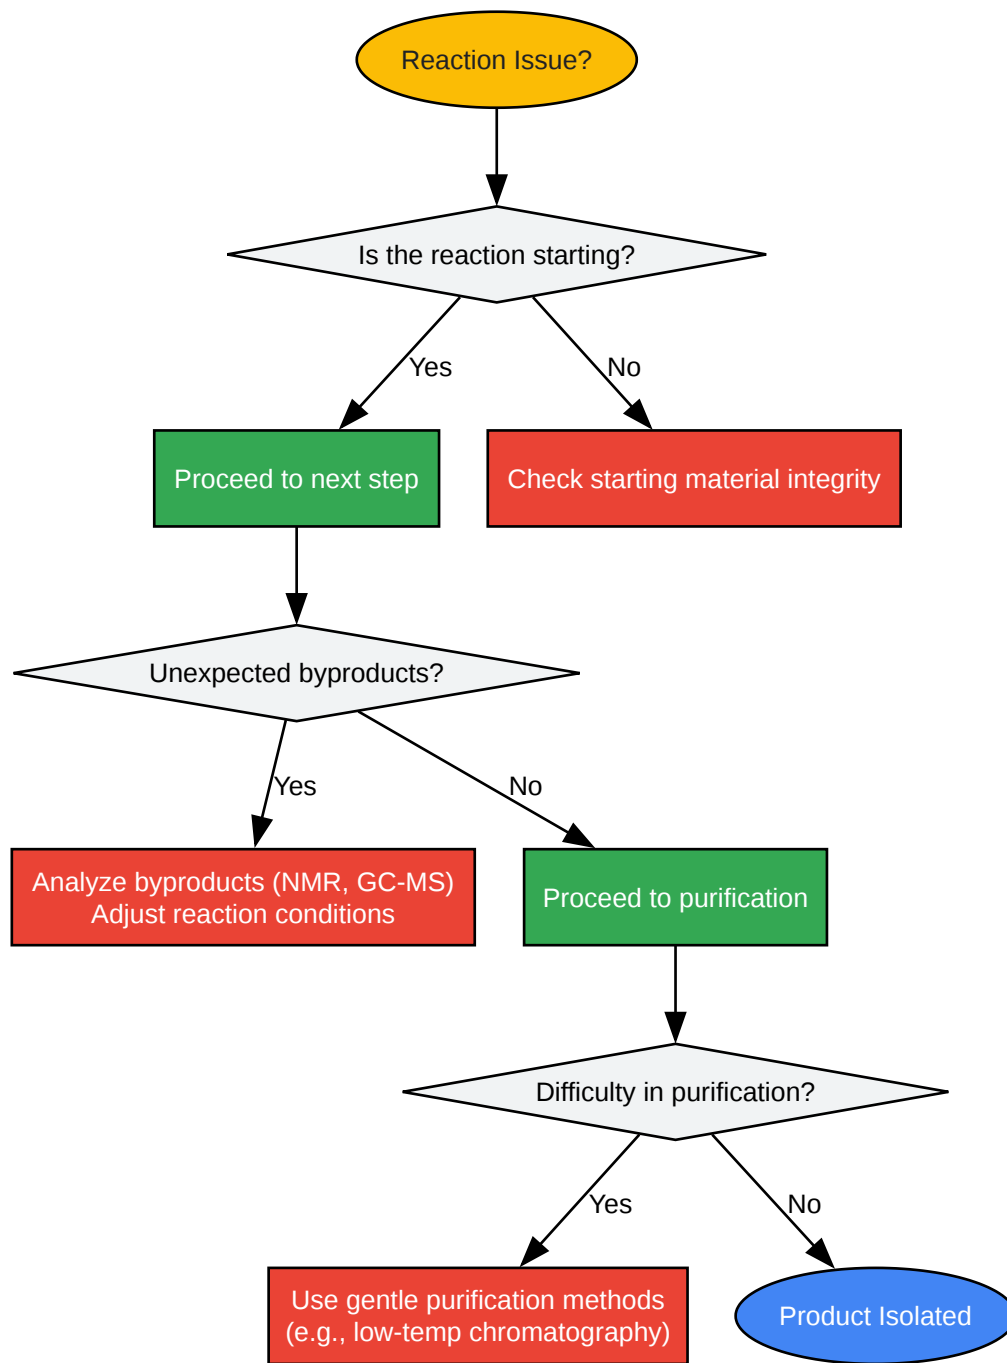 Reaction Issue?
Is the reaction starting?
Yes
No
Proceed to next step
Check starting material integrity
Unexpected byproducts?
Yes
No
Analyze byproducts (NMR, GC-MS)
Adjust reaction conditions
Proceed to purification
Difficulty in purification?
Yes
No
Use gentle purification methods
(e.g., low-temp chromatography)
Product Isolated